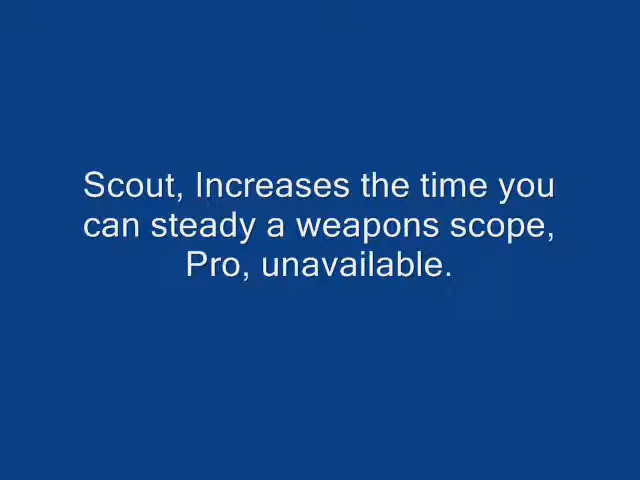 Scout, Increases the time you
can steady a weapons scope,
Pro, unavailable.